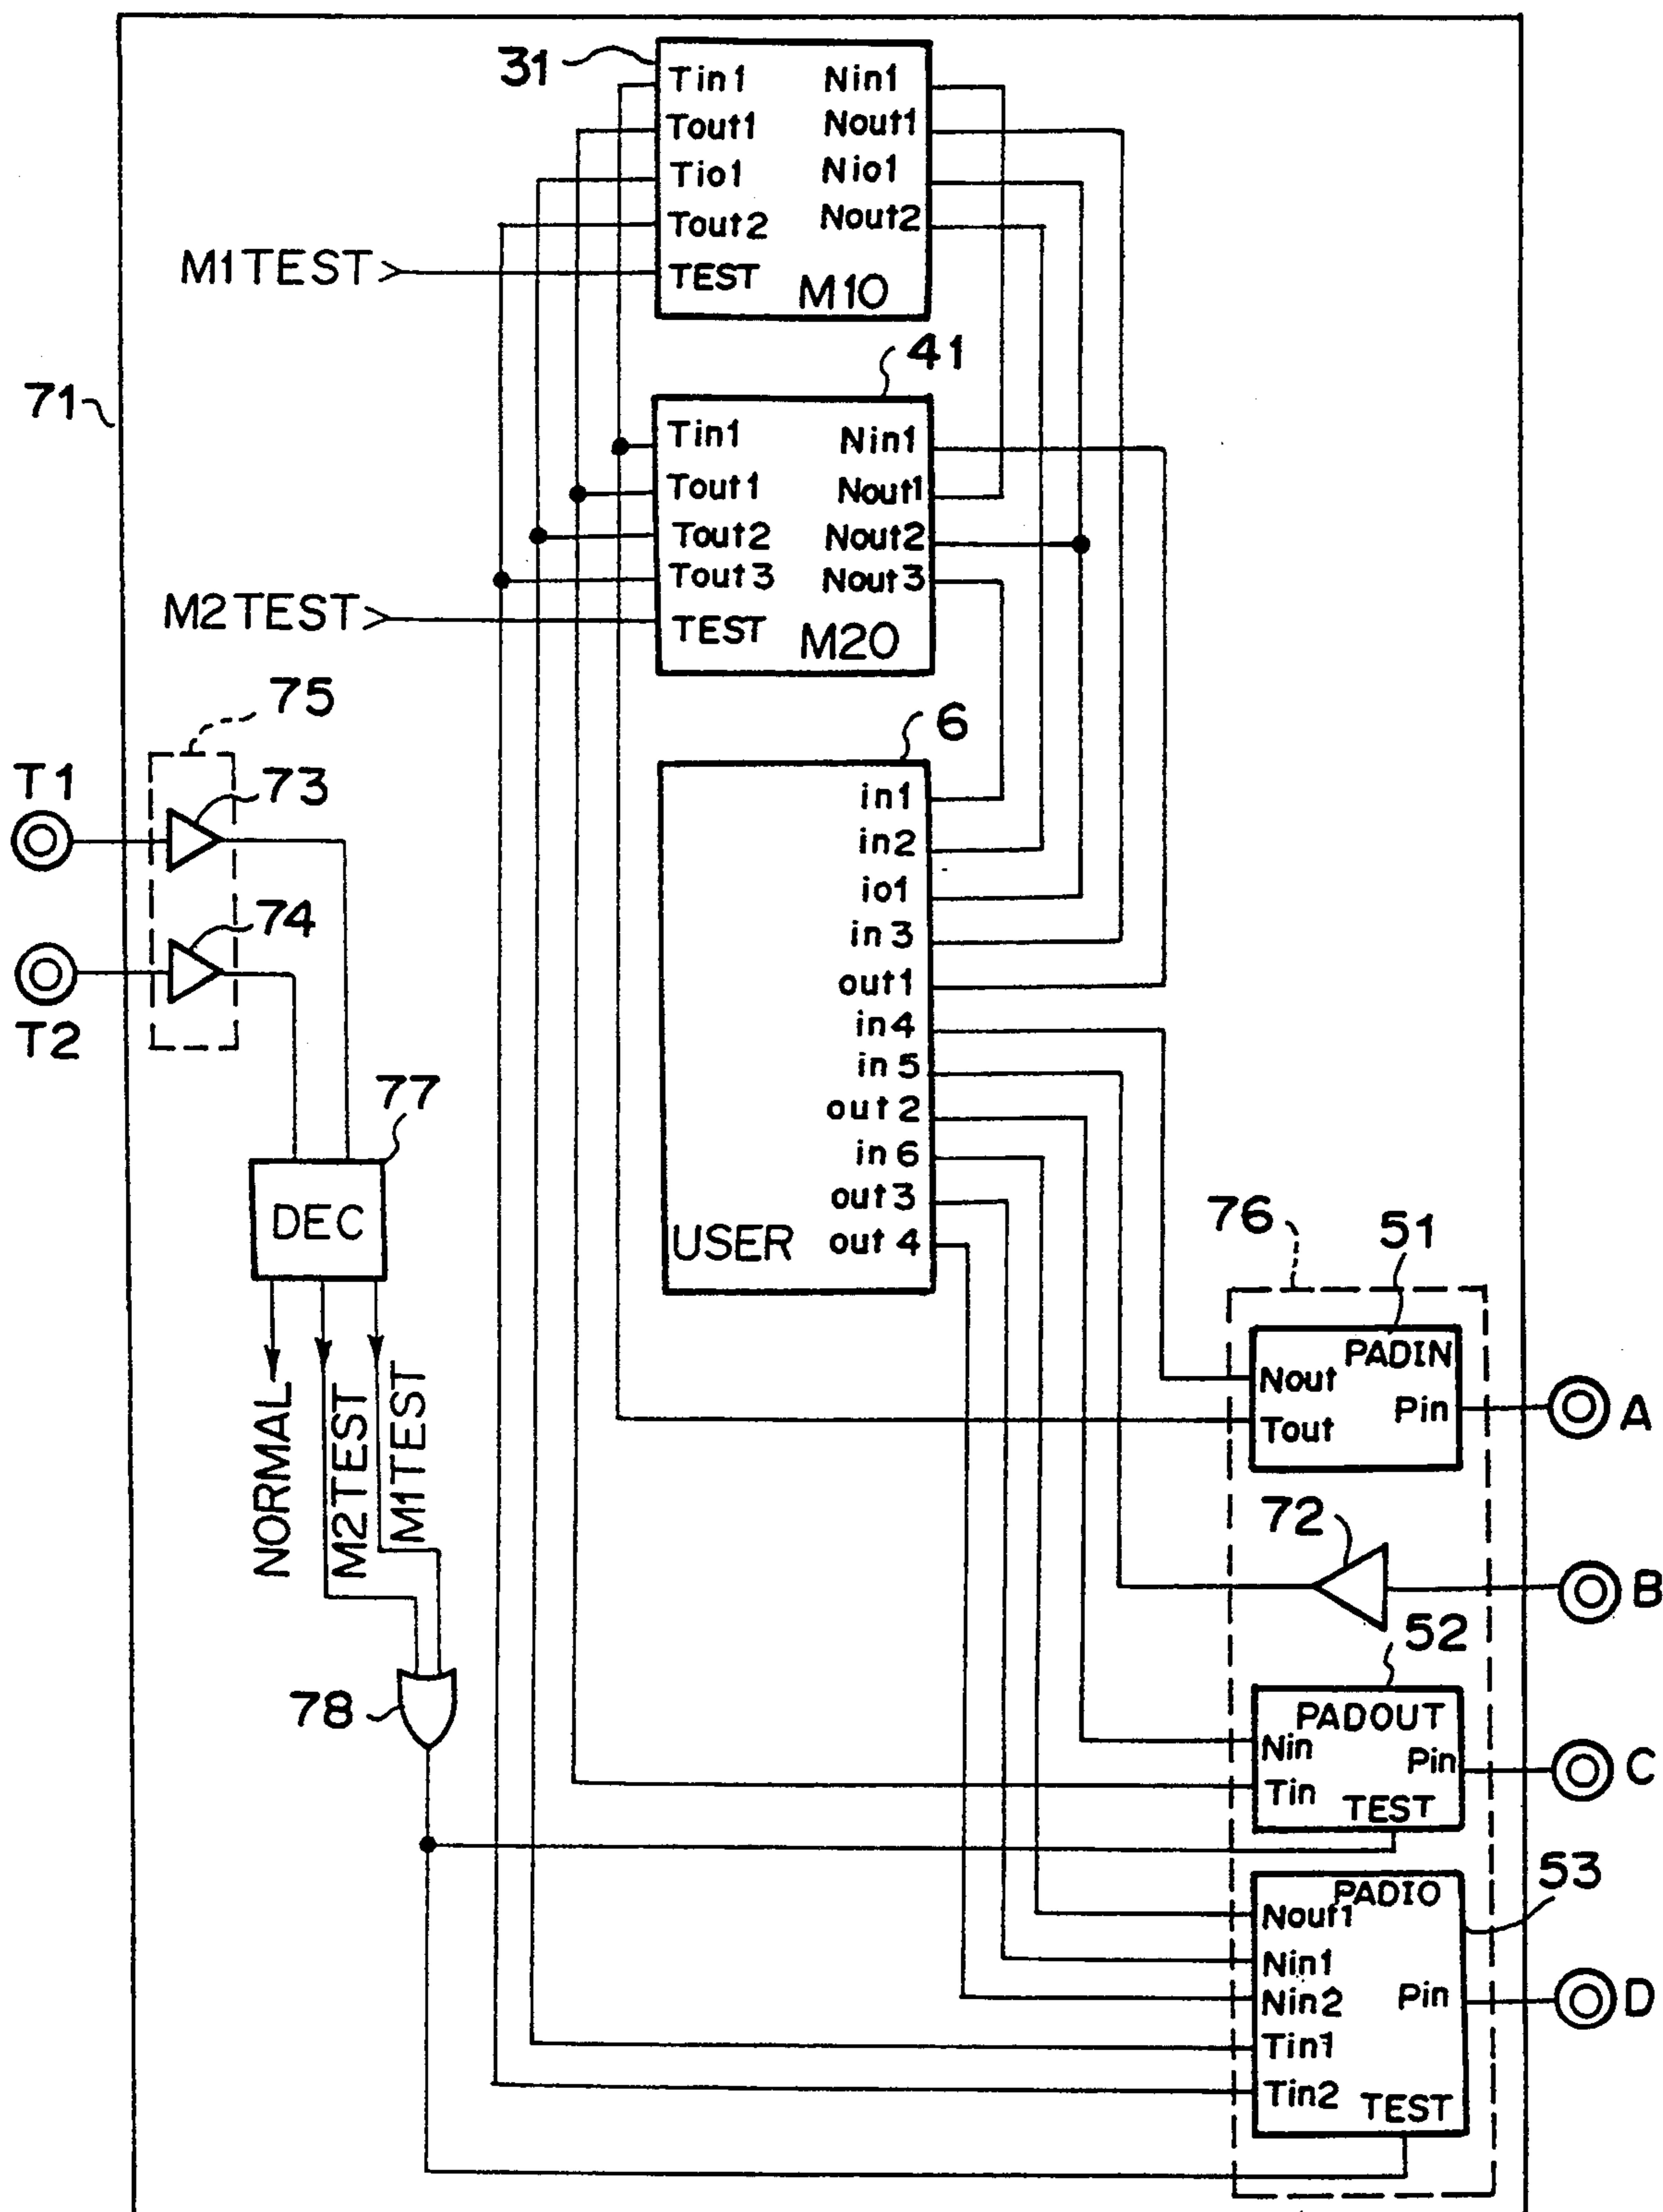 31
Tin1 Nin1
Tout1 Nout1
Tio1 Nio1
Tout2 Nout2
M1TEST
TEST
M10
41
71
Tin1 Nin1
Tout1 Nout1
Tout2 Nout2
Tout3 Nout3
M2TEST
TEST
M20
75
6
T1
73
in1
in2
io1
74
in3
out1
T2
in4
in5
77
out2
in6
out3
DEC
USER
out4
76
51
PADIN
Nout
Pin
A
Tout
NORMAL
M2TEST
M1TEST
72
B
52
78
PADOUT
Nin
Pin
C
Tin
TEST
53
PADIO
Nout1
Nin1
Nin2
Pin
D
Tin1
Tin2
TEST